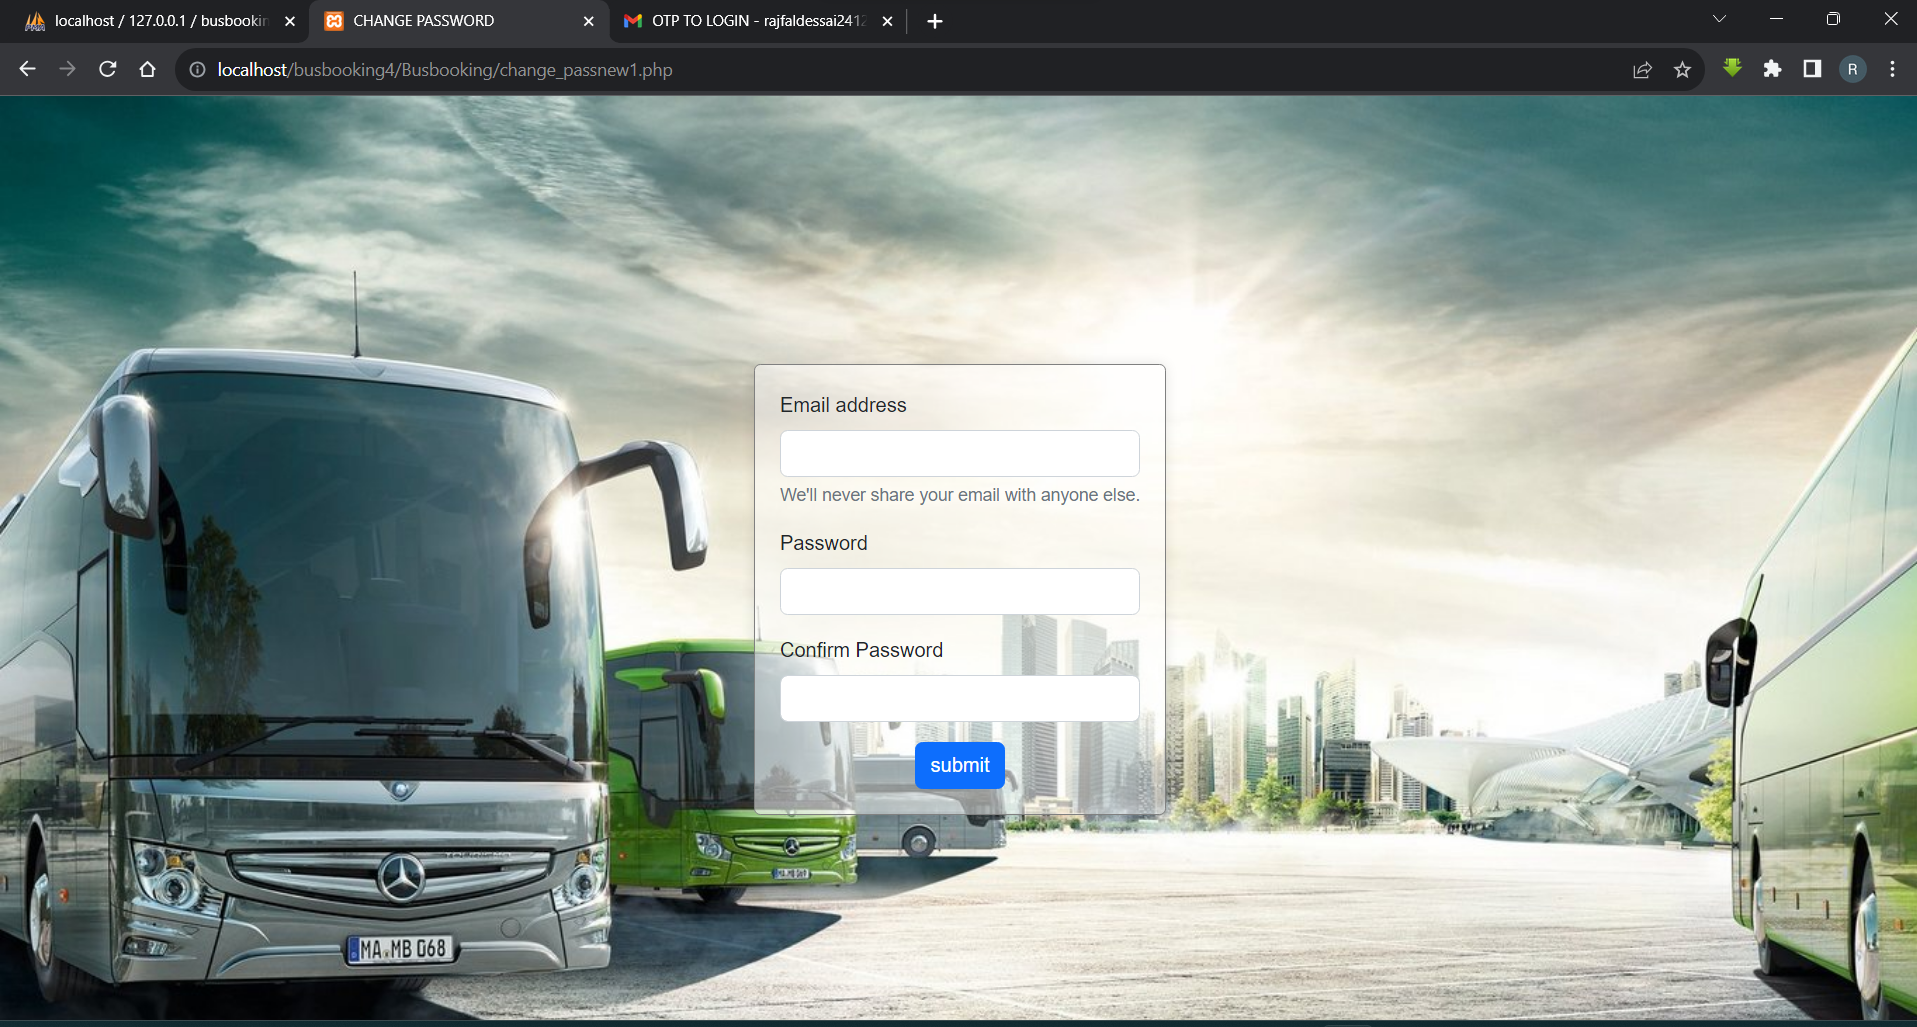 localhost / 127.0.0.1 / busbookin
CHANGE PASSWORD
OTP TO LOGIN - rajfaldessai2412
localhost/busbooking4/Busbooking/change_passnew1.php
R
Email address
We'll never share your email with anyone else.
Password
Confirm Password
submit
MA MB 068